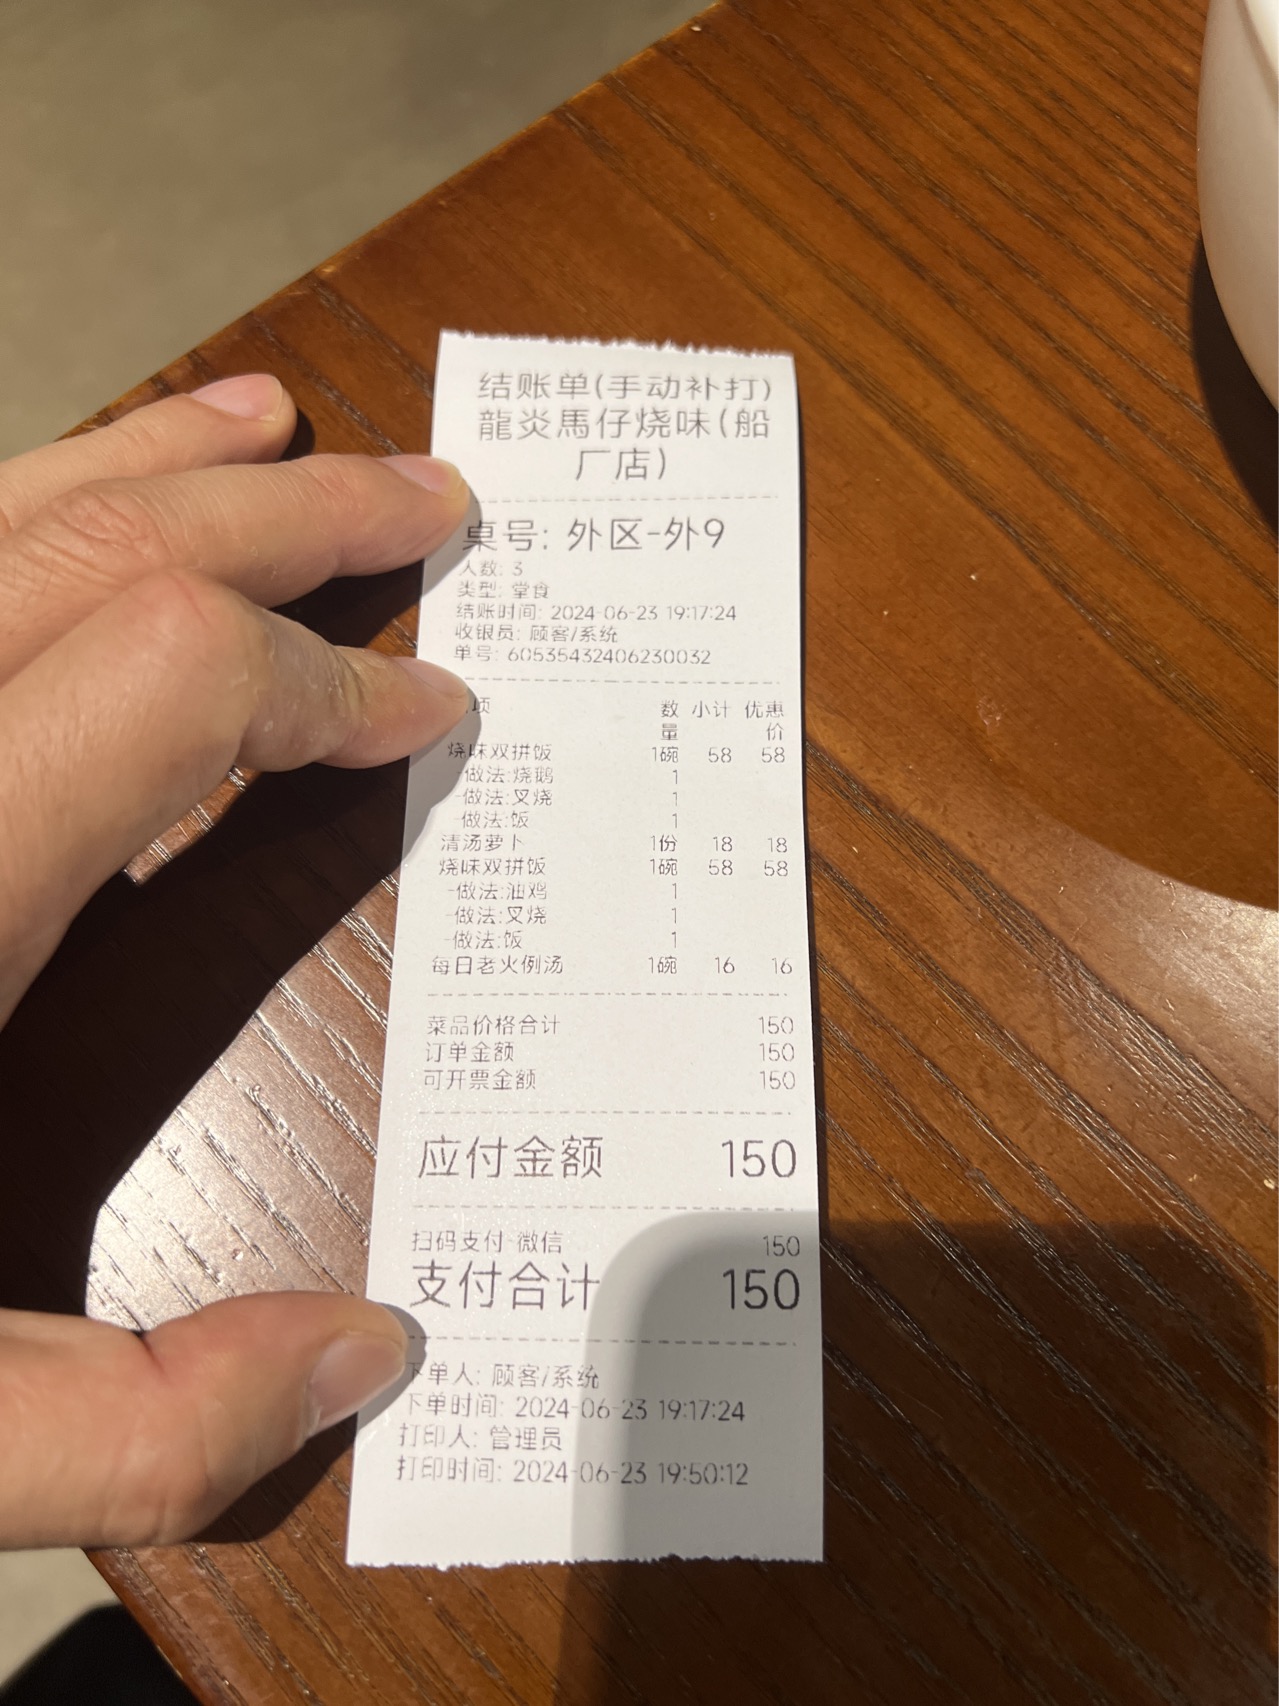 结账单(手动补打)
龍炎馬仔烧味(船
厂店)
桌号: 外区-外9
人数: 3
类型: 堂食
结账时间: 2024-06-23 19:17:24
收银员: 顾客/系统
单号: 60535432406230032
项 数量 小计 优惠价
烧味双拼饭 1碗 58 58
-做法:烧鹅 1
-做法:叉烧 1
-做法:饭 1
清汤萝卜 1份 18 18
烧味双拼饭 1碗 58 58
-做法:油鸡 1
-做法:叉烧 1
-做法:饭 1
每日老火例汤 1碗 16 16
菜品价格合计 150
订单金额 150
可开票金额 150
应付金额 150
扫码支付-微信 150
支付合计 150
下单人: 顾客/系统
下单时间: 2024-06-23 19:17:24
打印人: 管理员
打印时间: 2024-06-23 19:50:12